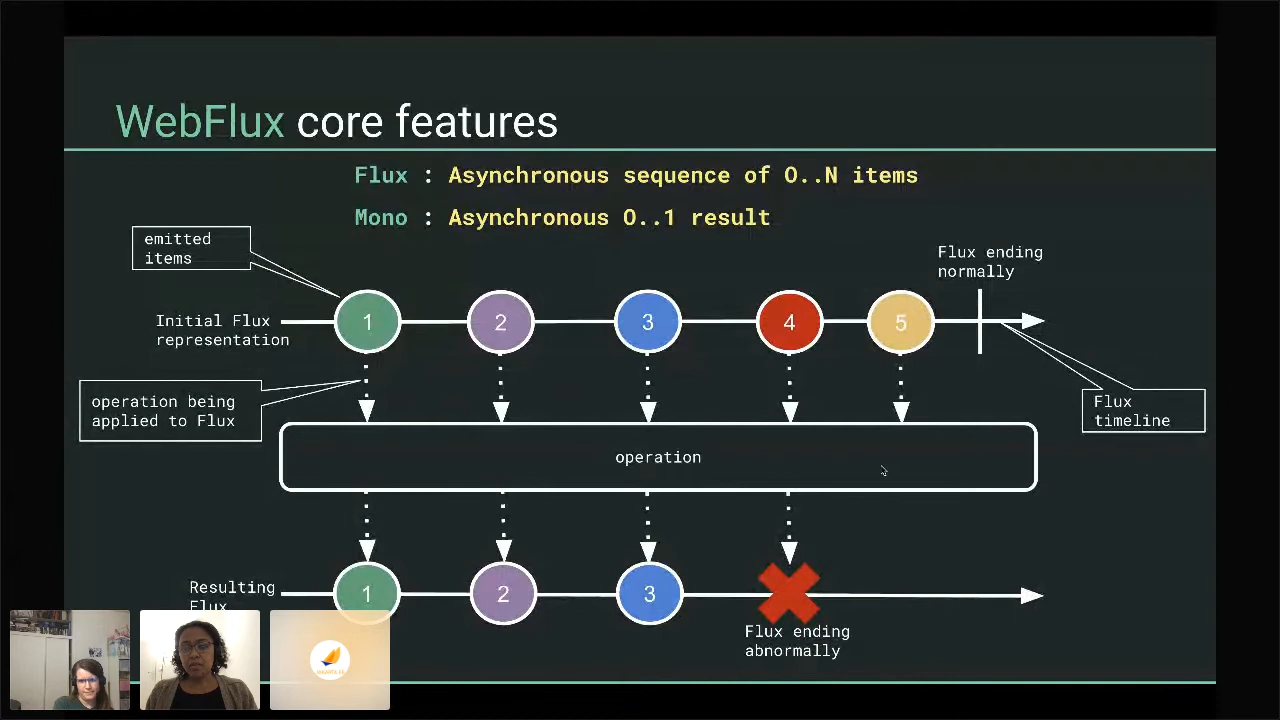 WebFlux core features
Flux : Asynchronous sequence of O..N items
Mono : Asynchronous O..1 result
emitted
items
Flux ending
normally
Initial Flux
representation
1 2 3 4 5
operation being
applied to Flux
Flux
timeline
operation
Resulting
Flux
1 2 3
Flux ending
abnormally